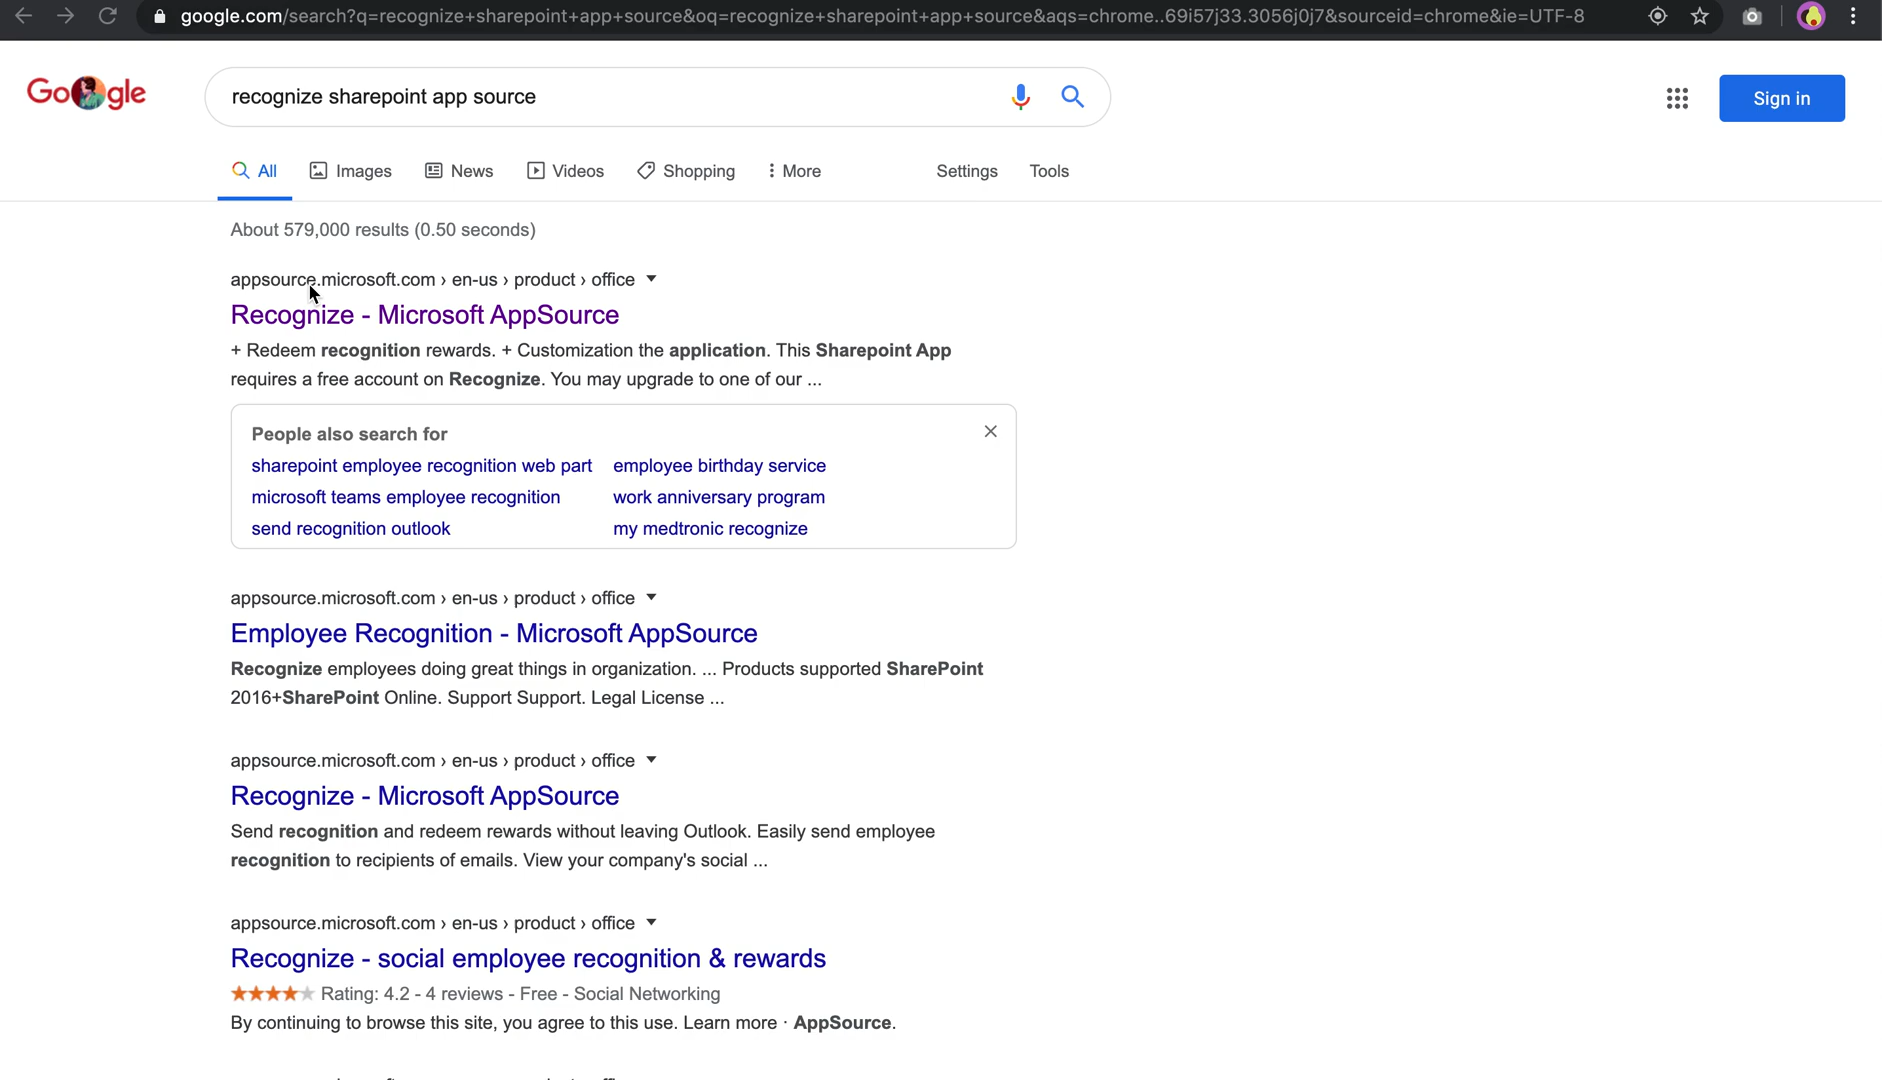 google.com/search?q=recognize+sharepoint+app+source&oq=recognize+sharepoint+app+source&aqs=chrome..69i57j33.3056j0j7&sourceid=chrome&ie=UTF-8
Google
recognize sharepoint app source
Sign in
All Images News Videos Shopping More Settings Tools
About 579,000 results (0.50 seconds)
appsource.microsoft.com › en-us › product › office
Recognize - Microsoft AppSource
+ Redeem recognition rewards. + Customization the application. This Sharepoint App
requires a free account on Recognize. You may upgrade to one of our ...
People also search for
sharepoint employee recognition web part employee birthday service
microsoft teams employee recognition work anniversary program
send recognition outlook my medtronic recognize
appsource.microsoft.com › en-us › product › office
Employee Recognition - Microsoft AppSource
Recognize employees doing great things in organization. ... Products supported SharePoint
2016+SharePoint Online. Support Support. Legal License ...
appsource.microsoft.com › en-us › product › office
Recognize - Microsoft AppSource
Send recognition and redeem rewards without leaving Outlook. Easily send employee
recognition to recipients of emails. View your company's social ...
appsource.microsoft.com › en-us › product › office
Recognize - social employee recognition & rewards
Rating: 4.2 - 4 reviews - Free - Social Networking
By continuing to browse this site, you agree to this use. Learn more · AppSource.